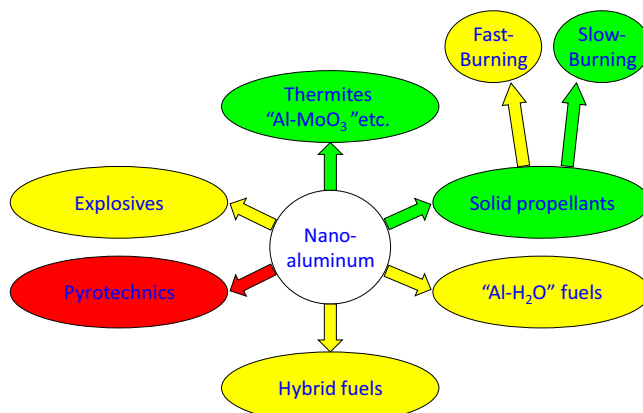 Fast-
Burning
Slow-
Burning
Thermites
“Al-MoO₃ ”etc.
Explosives
Solid propellants
Nano-
aluminum
Pyrotechnics
“Al-H₂O” fuels
Hybrid fuels